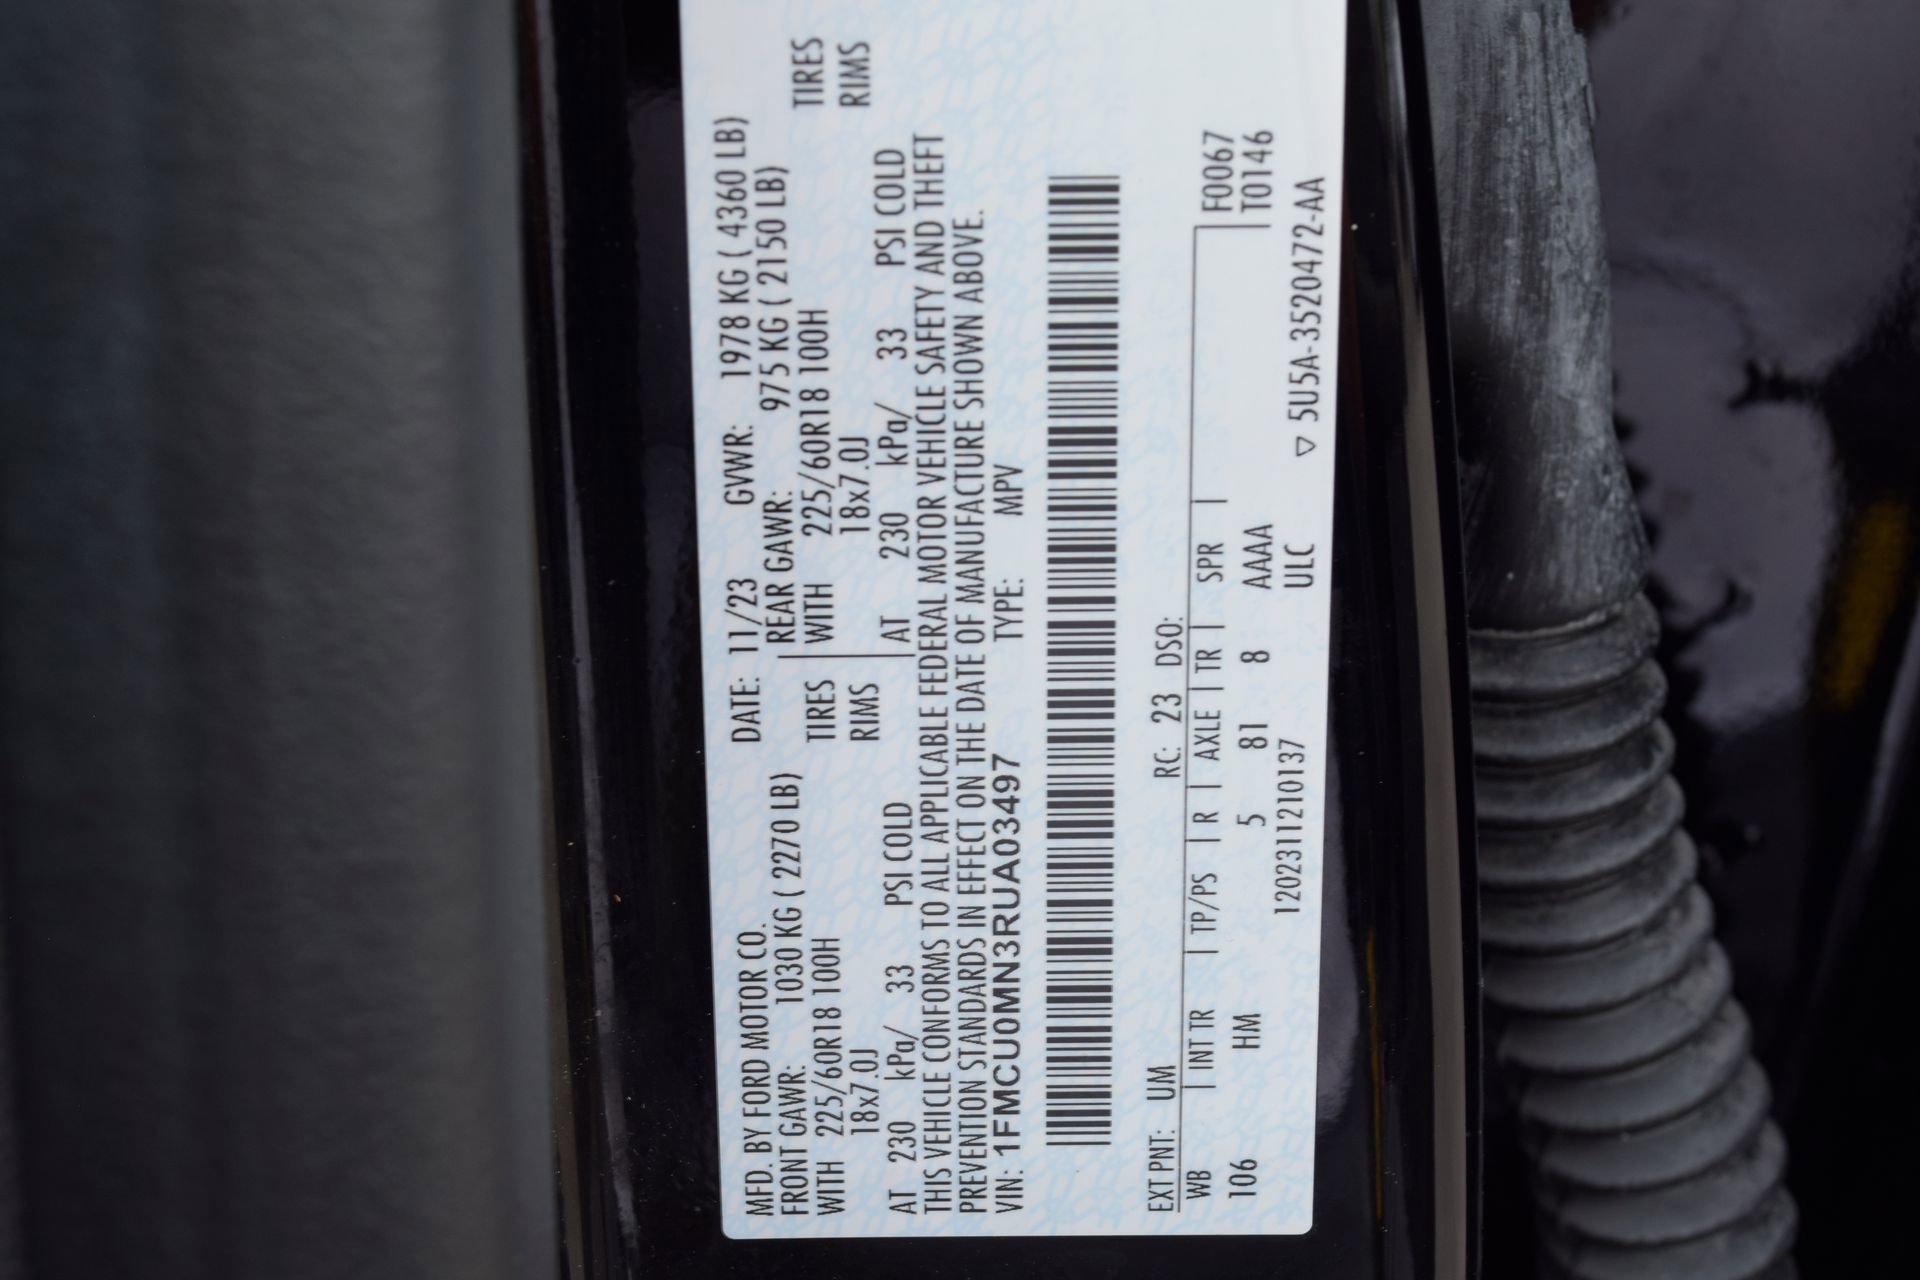 MFD. BY FORD MOTOR CO. DATE: 11/23 GVWR: 1978 KG ( 4360 LB)
FRONT GAWR: 1030 KG ( 2270 LB) REAR GAWR: 975 KG ( 2150 LB)
WITH 225/60R18 100H TIRES WITH 225/60R18 100H TIRES
18x7.0J RIMS 18x7.0J RIMS
AT 230 kPa/ 33 PSI COLD AT 230 kPa/ 33 PSI COLD
THIS VEHICLE CONFORMS TO ALL APPLICABLE FEDERAL MOTOR VEHICLE SAFETY AND THEFT
PREVENTION STANDARDS IN EFFECT ON THE DATE OF MANUFACTURE SHOWN ABOVE.
VIN: 1FMCU0MN3RUA03497 TYPE: MPV
EXT PNT: UM RC: 23 DSO:
WB INT TR TP/PS R AXLE TR SPR F0067
106 HM 5 81 8 AAAA T0146
12023112 10137 ULC ▽ 5U5A-3520472-AA